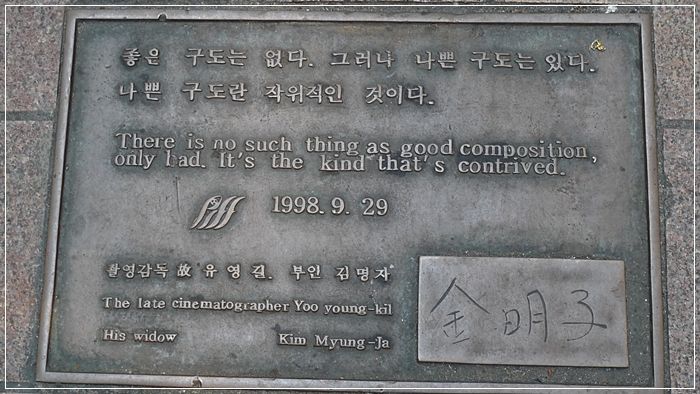 좋은 구도는 없다. 그러나 나쁜 구도는 있다.
나쁜 구도란 작위적인 것이다.
There is no such thing as good composition,
only bad. It's the kind that's contrived.
piff 1998. 9. 29
촬영감독 故 유영길. 부인 김명자
The late cinematographer Yoo young-kil
His widow Kim Myung-Ja
金明子